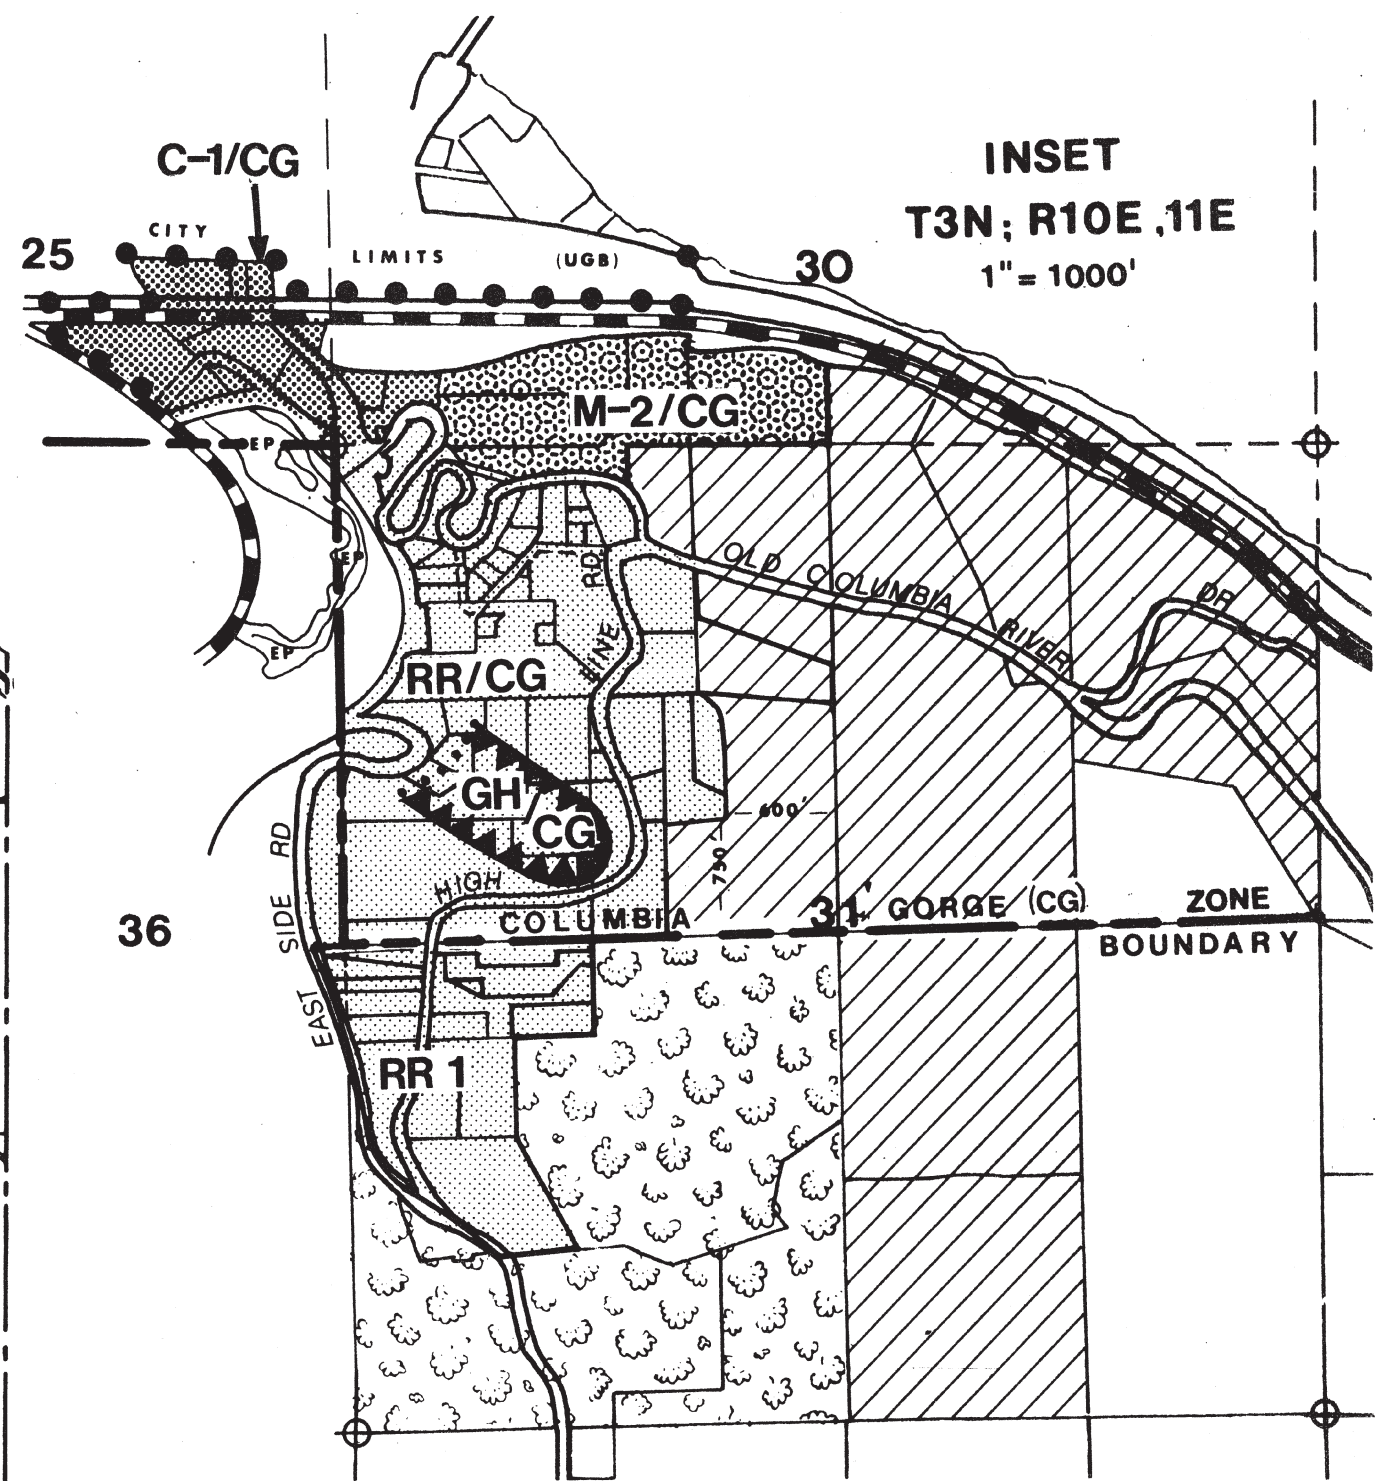 INSET
T3N; R10E,11E
1" = 1000'
C-1/CG
CITY LIMITS (UGB)
25
30
M-2/CG
EP
EP
EP
OLD COLUMBIA RIVER DR
HINE RD
RR/CG
GH/CG
600'
750'
SIDE RD
EAST
HIGH
36
31
COLUMBIA GORGE (CG) ZONE
BOUNDARY
RR 1